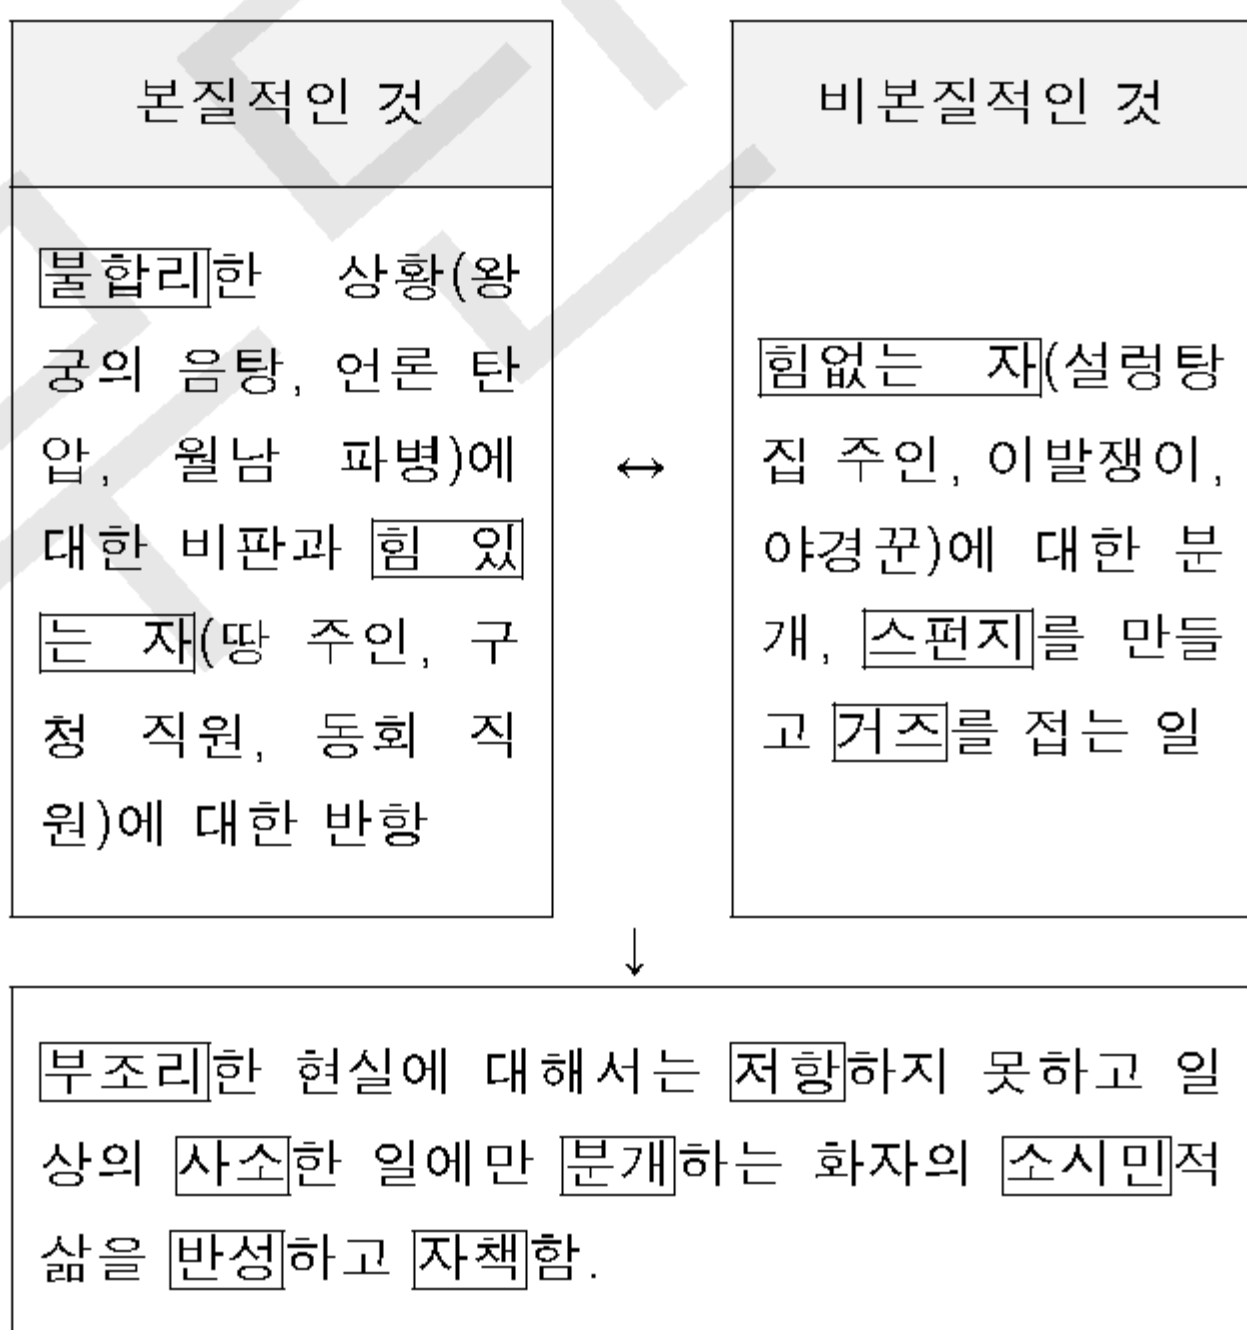 본질적인 것
불합리한 상황(왕
궁의 음탕, 언론 탄
압, 월남 파병)에
대한 비판과 힘 있
는 자(땅 주인, 구
청 직원, 동회 직
원)에 대한 반항
↔
비본질적인 것
힘없는 자(설렁탕
집 주인, 이발쟁이,
야경꾼)에 대한 분
개, 스펀지를 만들
고 거즈를 접는 일
↓
부조리한 현실에 대해서는 저항하지 못하고 일
상의 사소한 일에만 분개하는 화자의 소시민적
삶을 반성하고 자책함.